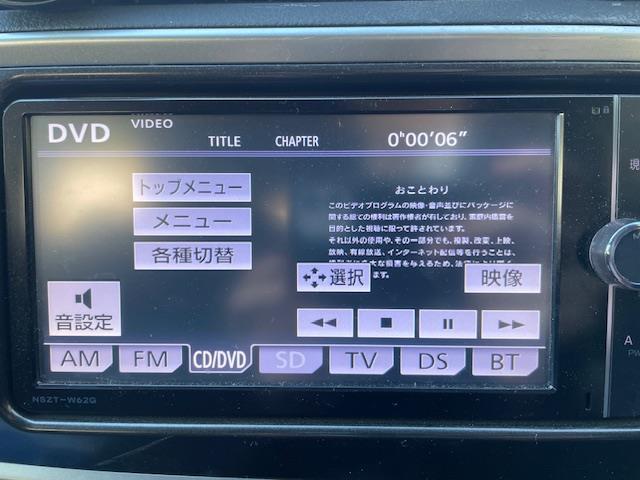 DVD VIDEO TITLE CHAPTER 0h00'06"
トップメニュー
メニュー
各種切替
おことわり
このビデオプログラムの映像・音声並びにパッケージに
関する総ての権利は著作権者が有しており、家庭内鑑賞を
目的とした視聴に限って許されています。
それ以外の使用や、その一部分でも、複製、改変、上映、
放映、有線放送、インターネット配信等を行うことは、
ます。
選択
映像
音設定
AM FM CD/DVD SD TV DS BT
NSZT-W62G
現
A